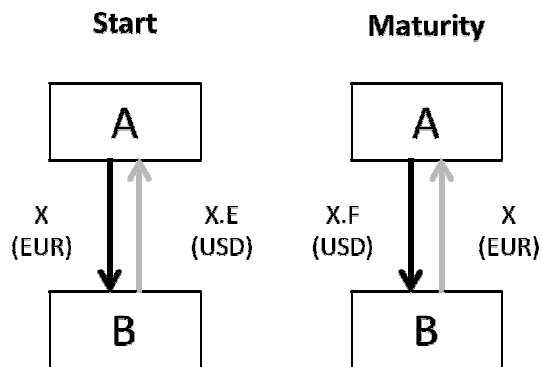 Start
Maturity
A
A
X
(EUR)
X.E
(USD)
X.F
(USD)
X
(EUR)
B
B